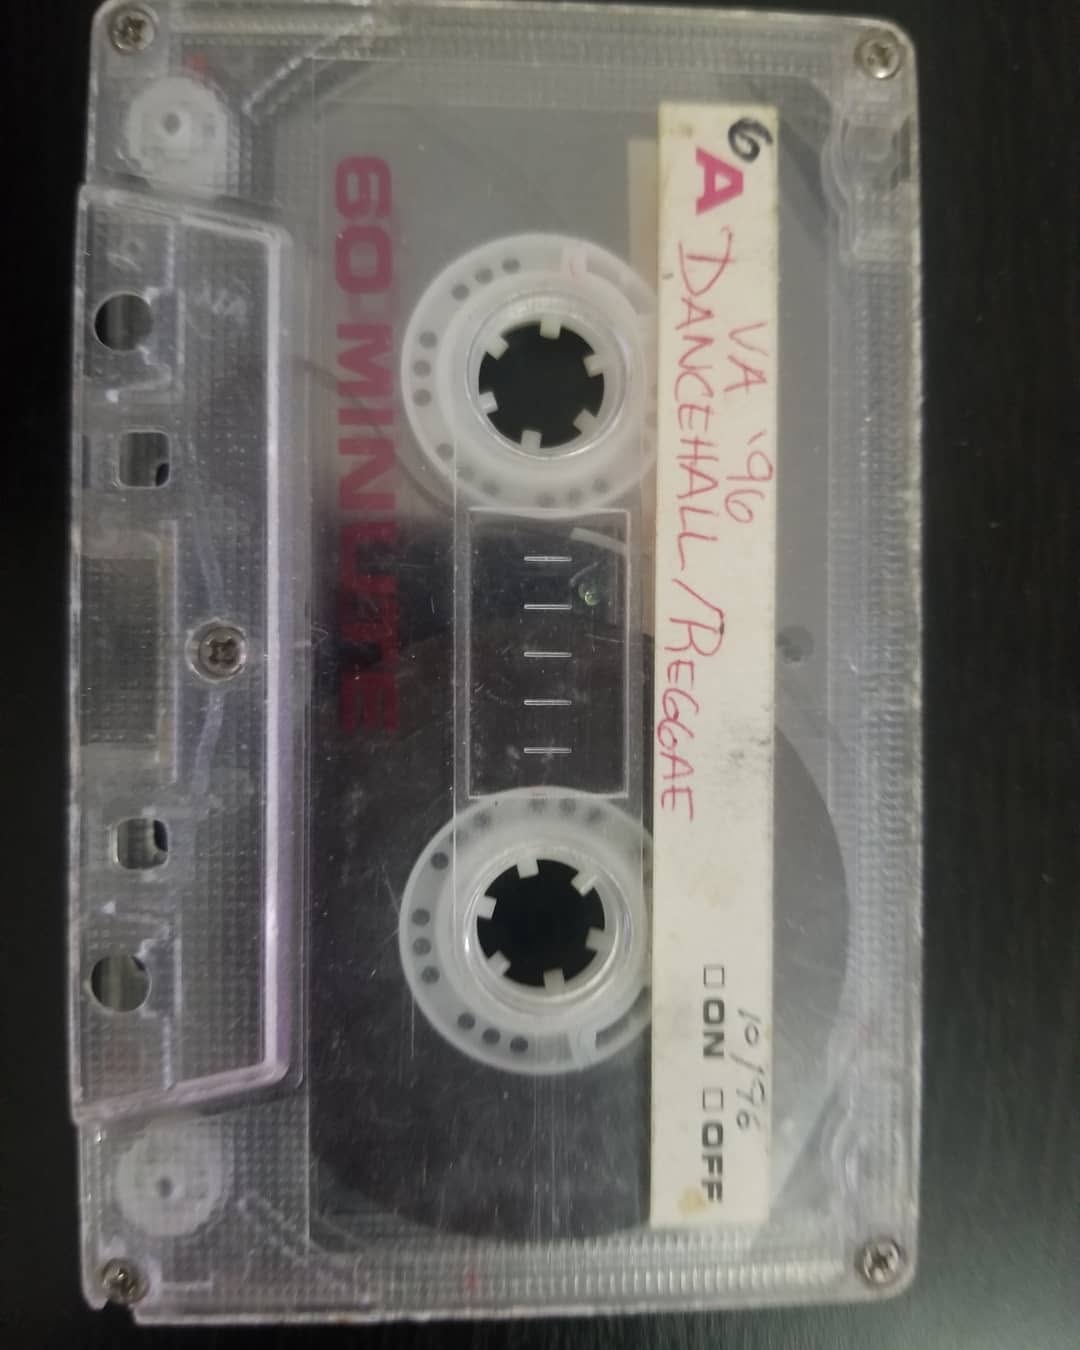 6
A
VA '96
DANCEHALL/REGGAE
10/96
□ ON □ OFF
60 MINUTE